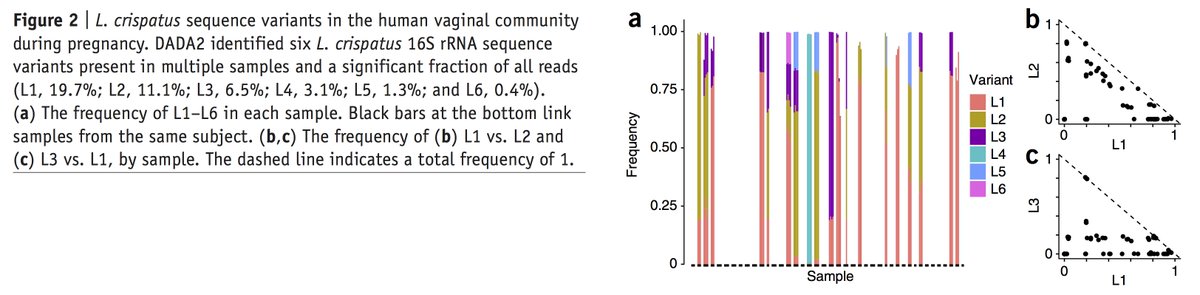 Figure 2 | L. crispatus sequence variants in the human vaginal community
during pregnancy. DADA2 identified six L. crispatus 16S rRNA sequence
variants present in multiple samples and a significant fraction of all reads
(L1, 19.7%; L2, 11.1%; L3, 6.5%; L4, 3.1%; L5, 1.3%; and L6, 0.4%).
(a) The frequency of L1–L6 in each sample. Black bars at the bottom link
samples from the same subject. (b,c) The frequency of (b) L1 vs. L2 and
(c) L3 vs. L1, by sample. The dashed line indicates a total frequency of 1.
a
1.00
0.75
0.50
0.25
0
Frequency
Sample
Variant
L1
L2
L3
L4
L5
L6
b
1
L2
0
0
1
L1
c
1
L3
0
0
1
L1